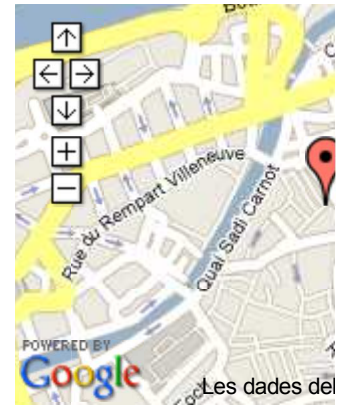 Rue du Rempart Villeneuve
Quai Sadi Carnot
POWERED BY
Google
Les dades del